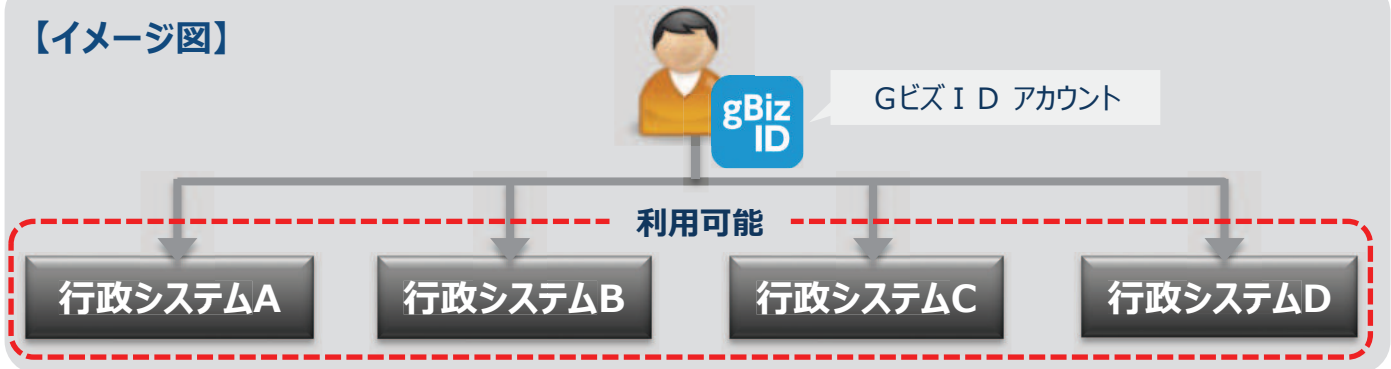 【イメージ図】
gBiz
ID
GビズID アカウント
利用可能
行政システムA
行政システムB
行政システムC
行政システムD